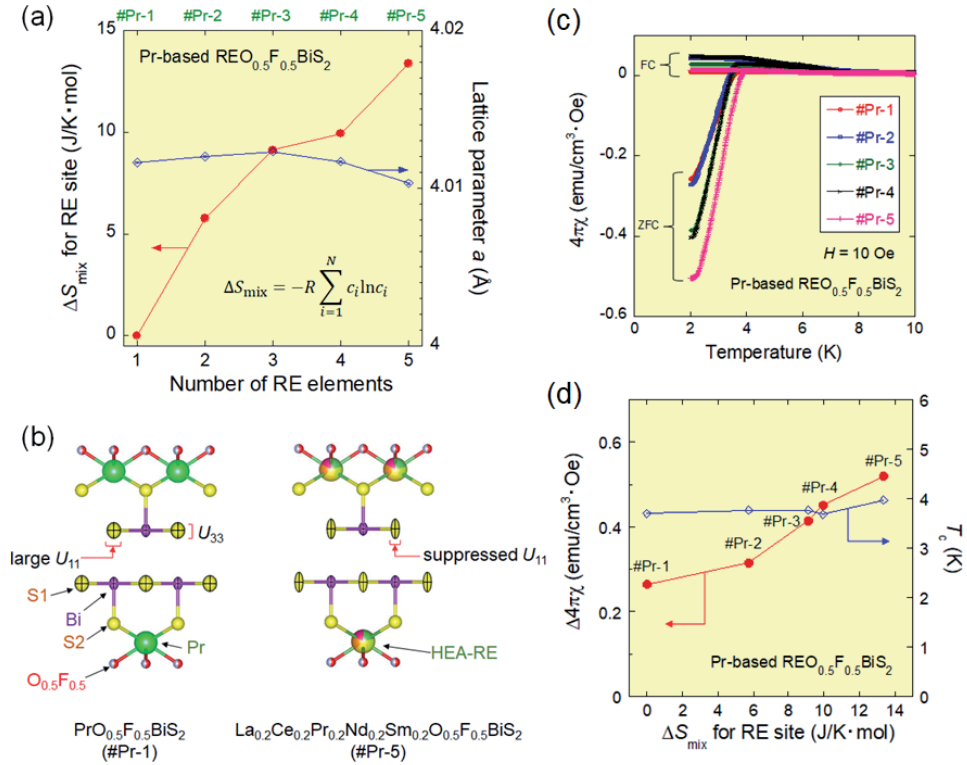 (a)
#Pr-1 #Pr-2 #Pr-3 #Pr-4 #Pr-5
Pr-based REO0.5F0.5BiS2
15
10
5
0
ΔSmix for RE site (J/K·mol)
4.02
4.01
4
Lattice parameter a (Å)
ΔSmix = −R ∑ i=1 N ci ln ci
1 2 3 4 5
Number of RE elements
(b)
U33
large U11
suppressed U11
S1
Bi
S2
Pr
O0.5F0.5
HEA-RE
PrO0.5F0.5BiS2
(#Pr-1)
La0.2Ce0.2Pr0.2Nd0.2Sm0.2O0.5F0.5BiS2
(#Pr-5)
(c)
FC
ZFC
0
-0.2
-0.4
-0.6
4πχ (emu/cm3·Oe)
#Pr-1
#Pr-2
#Pr-3
#Pr-4
#Pr-5
H = 10 Oe
Pr-based REO0.5F0.5BiS2
0 2 4 6 8 10
Temperature (K)
(d)
0.6
0.4
0.2
0
Δ4πχ (emu/cm3·Oe)
6
5
4
3
2
1
0
Tc (K)
#Pr-1
#Pr-2
#Pr-3
#Pr-4
#Pr-5
Pr-based REO0.5F0.5BiS2
0 2 4 6 8 10 12 14
ΔSmix for RE site (J/K·mol)